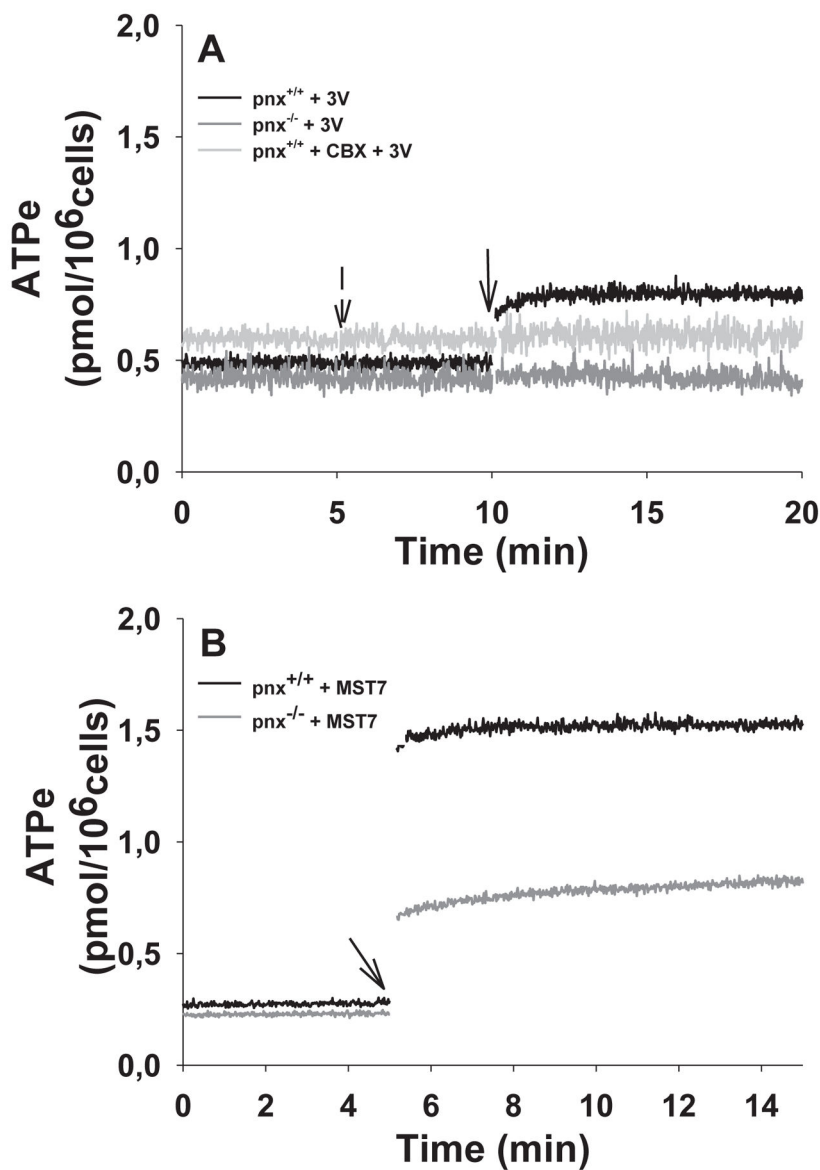 A
pnx+/+ + 3V
pnx-/- + 3V
pnx+/+ + CBX + 3V
2,0
1,5
1,0
0,5
0,0
ATPe
(pmol/10⁶cells)
0 5 10 15 20
Time (min)
B
pnx+/+ + MST7
pnx-/- + MST7
2,0
1,5
1,0
0,5
0,0
ATPe
(pmol/10⁶cells)
0 2 4 6 8 10 12 14
Time (min)